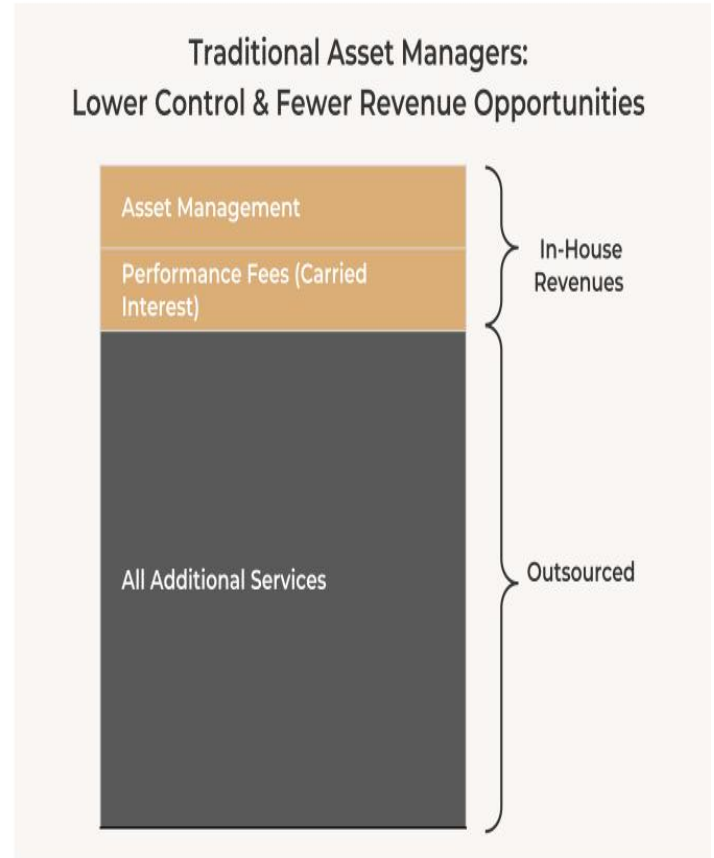 Traditional Asset Managers:
Lower Control & Fewer Revenue Opportunities
Asset Management
Performance Fees (Carried
Interest)
In-House
Revenues
All Additional Services
Outsourced